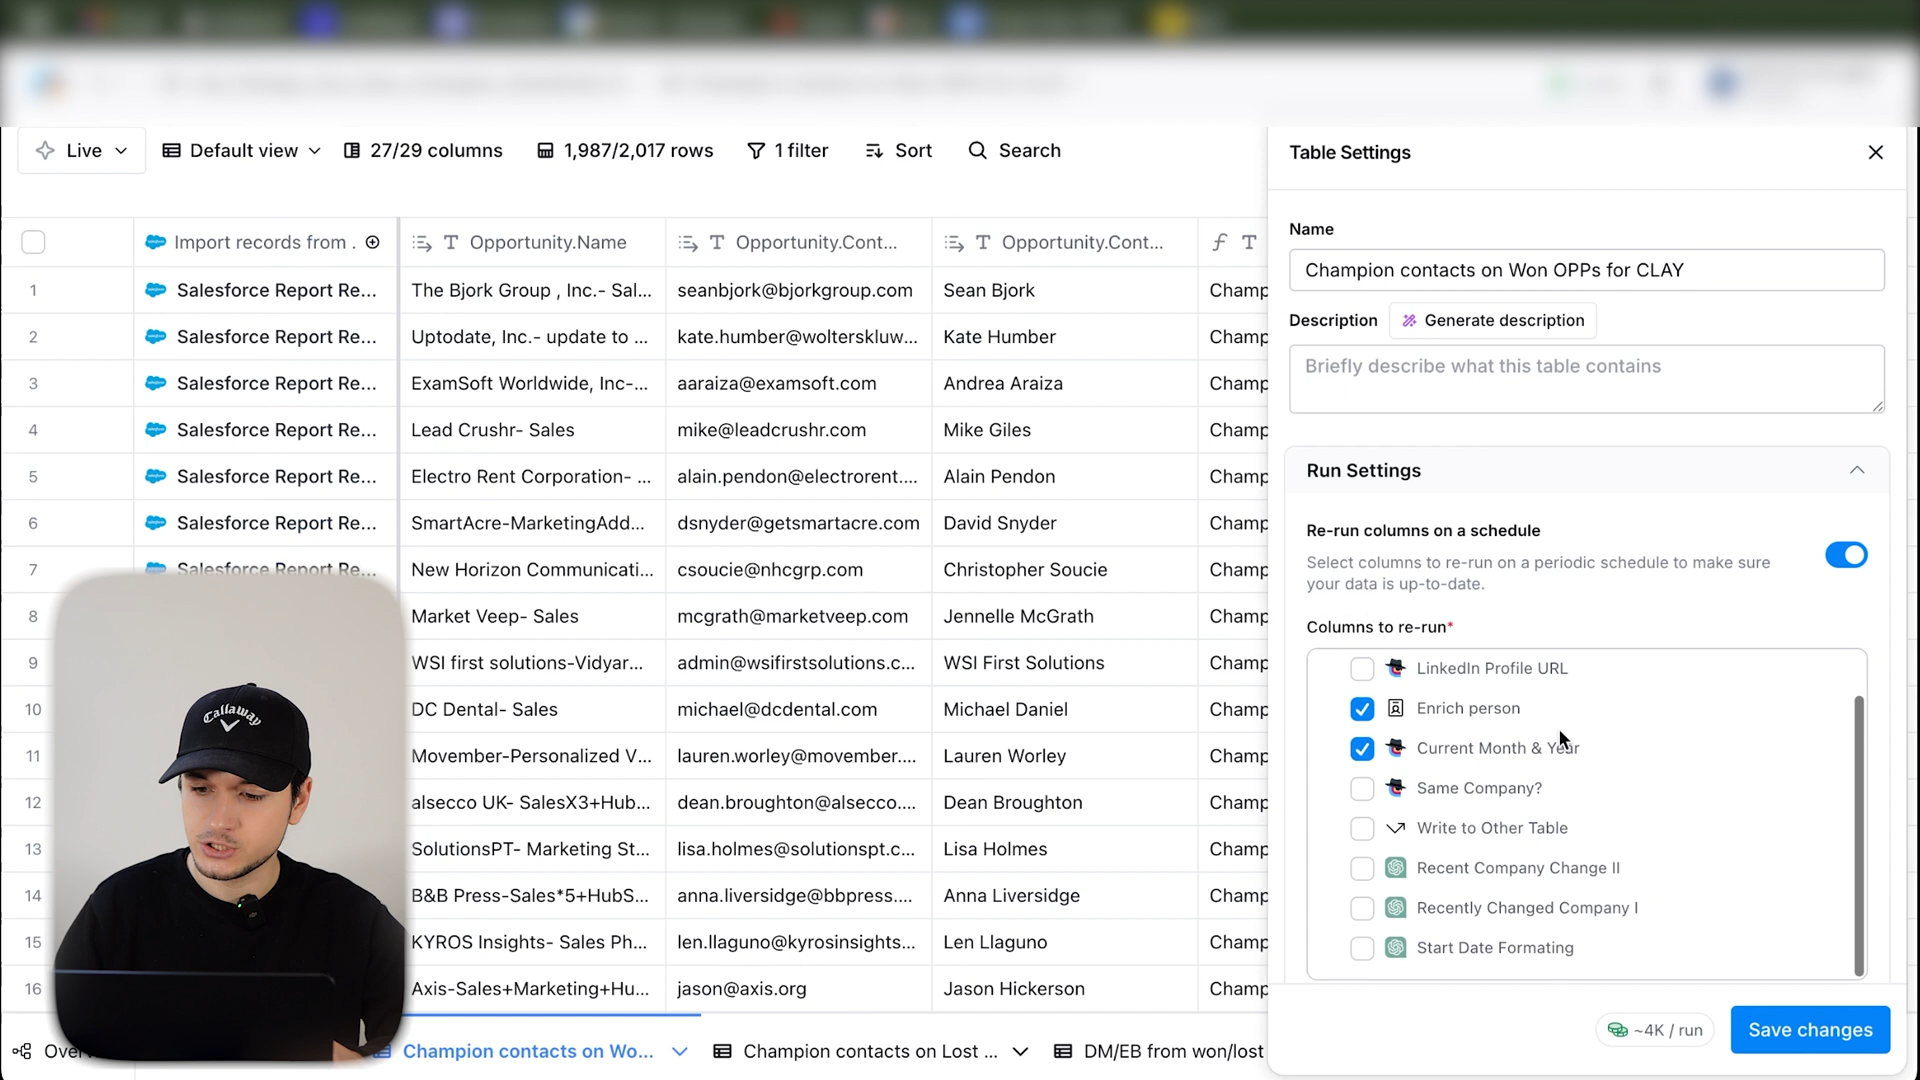 Live
Default view
27/29 columns
1,987/2,017 rows
1 filter
Sort
Search
Import records from .
Opportunity.Name
Opportunity.Cont...
Opportunity.Cont...
1 Salesforce Report Re... The Bjork Group , Inc.- Sal... seanbjork@bjorkgroup.com Sean Bjork Champ
2 Salesforce Report Re... Uptodate, Inc.- update to ... kate.humber@wolterskluw... Kate Humber Champ
3 Salesforce Report Re... ExamSoft Worldwide, Inc-... aaraiza@examsoft.com Andrea Araiza Champ
4 Salesforce Report Re... Lead Crushr- Sales mike@leadcrushr.com Mike Giles Champ
5 Salesforce Report Re... Electro Rent Corporation- ... alain.pendon@electrorent.... Alain Pendon Champ
6 Salesforce Report Re... SmartAcre-MarketingAdd... dsnyder@getsmartacre.com David Snyder Champ
7 Salesforce Report Re... New Horizon Communicati... csoucie@nhcgrp.com Christopher Soucie Champ
8 Market Veep- Sales mcgrath@marketveep.com Jennelle McGrath Champ
9 WSI first solutions-Vidyar... admin@wsifirstsolutions.c... WSI First Solutions Champ
10 DC Dental- Sales michael@dcdental.com Michael Daniel Champ
11 Movember-Personalized V... lauren.worley@movember.... Lauren Worley Champ
12 alsecco UK- SalesX3+Hub... dean.broughton@alsecco.... Dean Broughton Champ
13 SolutionsPT- Marketing St... lisa.holmes@solutionspt.c... Lisa Holmes Champ
14 B&B Press-Sales*5+HubS... anna.liversidge@bbpress.... Anna Liversidge Champ
15 KYROS Insights- Sales Ph... len.llaguno@kyrosinsights... Len Llaguno Champ
16 Axis-Sales+Marketing+Hu... jason@axis.org Jason Hickerson Champ
Callaway
Champion contacts on Wo...
Champion contacts on Lost ...
DM/EB from won/lost
Table Settings
Name
Champion contacts on Won OPPs for CLAY
Description
Generate description
Briefly describe what this table contains
Run Settings
Re-run columns on a schedule
Select columns to re-run on a periodic schedule to make sure
your data is up-to-date.
Columns to re-run*
LinkedIn Profile URL
Enrich person
Current Month & Year
Same Company?
Write to Other Table
Recent Company Change II
Recently Changed Company I
Start Date Formating
~4K / run
Save changes